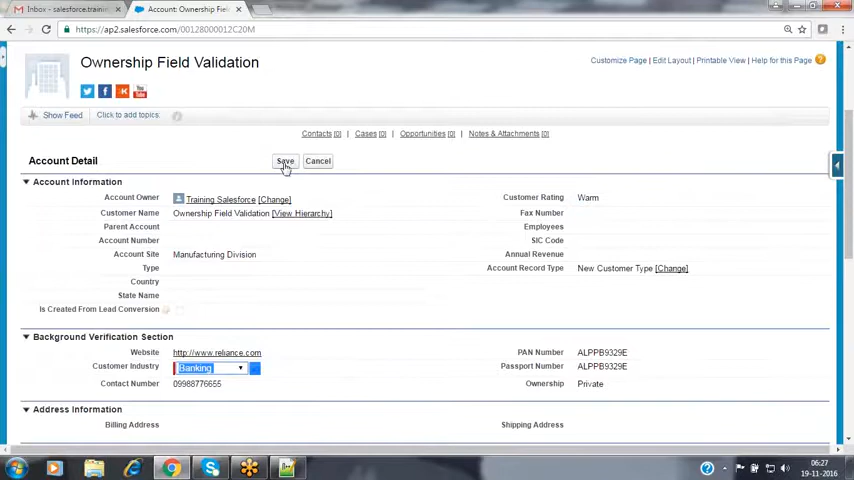 Inbox - salesforce.trainin
Account: Ownership Field
https://ap2.salesforce.com/00128000012C20M
Ownership Field Validation
Customize Page | Edit Layout | Printable View | Help for this Page
Show Feed Click to add topics:
Contacts [0] | Cases [0] | Opportunities [0] | Notes & Attachments [0]
Account Detail Save Cancel
Account Information
Account Owner Training Salesforce [Change] Customer Rating Warm
Customer Name Ownership Field Validation [View Hierarchy] Fax Number
Parent Account Employees
Account Number SIC Code
Account Site Manufacturing Division Annual Revenue
Type Account Record Type New Customer Type [Change]
Country
State Name
Is Created From Lead Conversion
Background Verification Section
Website http://www.reliance.com PAN Number ALPPB9329E
Customer Industry Banking Passport Number ALPPB9329E
Contact Number 09988776655 Ownership Private
Address Information
Billing Address Shipping Address
06:27
19-11-2016